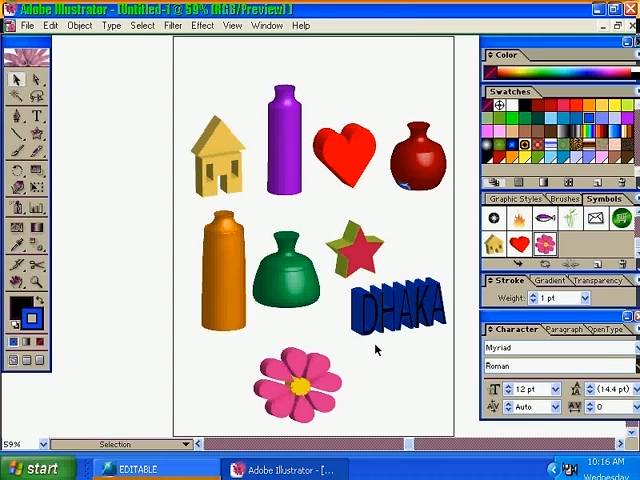 Adobe Illustrator - [Untitled-1 @ 59% (RGB/Preview) ]
File Edit Object Type Select Filter Effect View Window Help
Color
Swatches
Graphic Styles Brushes Symbols
Stroke Gradient Transparency
Weight: 1 pt
Character Paragraph OpenType
Myriad
Roman
12 pt (14.4 pt)
Auto 0
DHAKA
59% Selection
start EDITABLE Adobe Illustrator - [... 10:16 AM
Wednesday